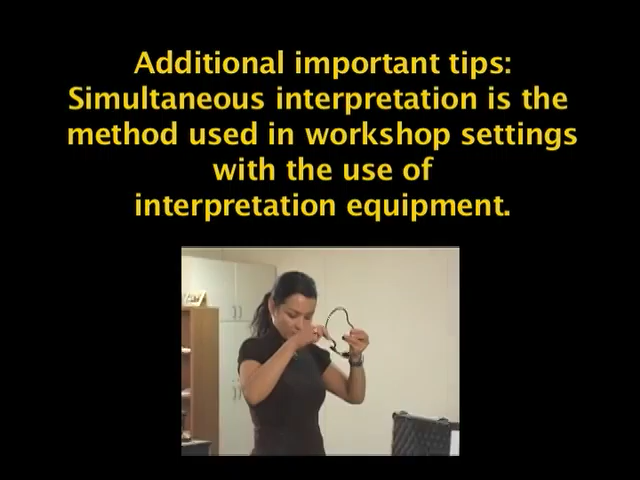 Additional important tips:
Simultaneous interpretation is the
method used in workshop settings
with the use of
interpretation equipment.